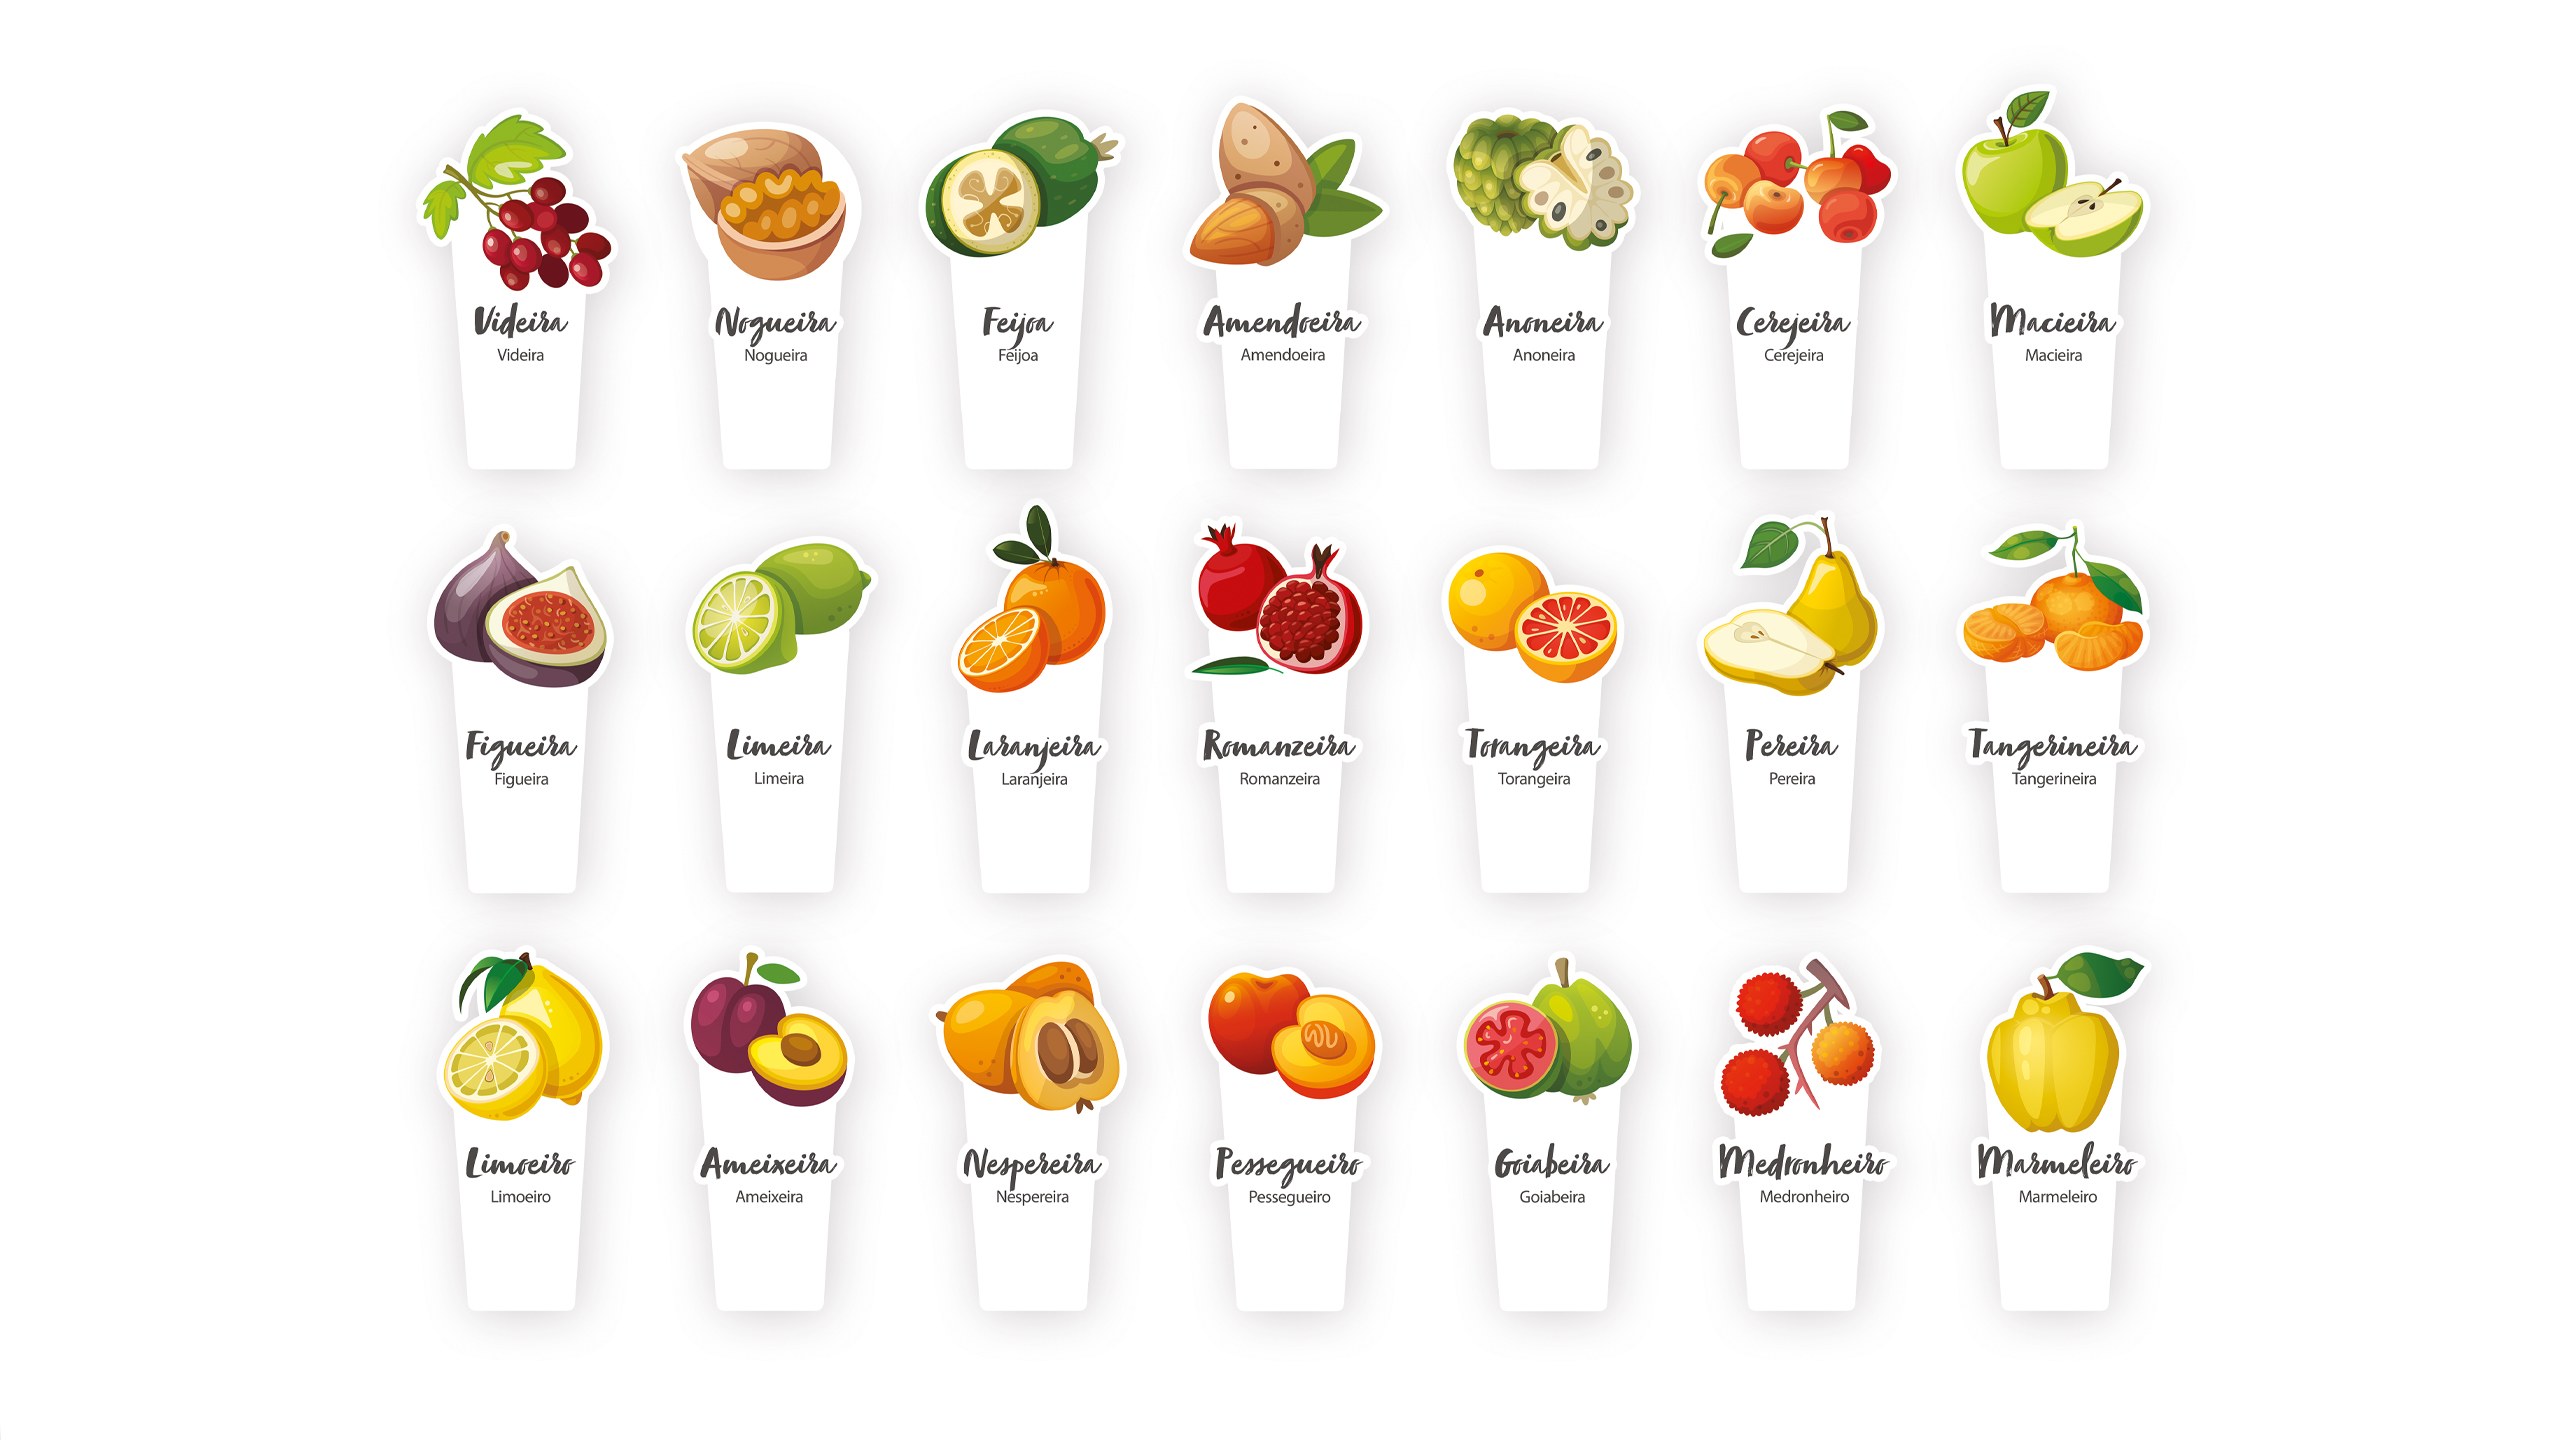 Videira
Videira
Nogueira
Nogueira
Feijoa
Feijoa
Amendoeira
Amendoeira
Anoneira
Anoneira
Cerejeira
Cerejeira
Macieira
Macieira
Figueira
Figueira
Limeira
Limeira
Laranjeira
Laranjeira
Romanzeira
Romanzeira
Torangeira
Torangeira
Pereira
Pereira
Tangerineira
Tangerineira
Limoeiro
Limoeiro
Ameixeira
Ameixeira
Nespereira
Nespereira
Pessegueiro
Pessegueiro
Goiabeira
Goiabeira
Medronheiro
Medronheiro
Marmeleiro
Marmeleiro